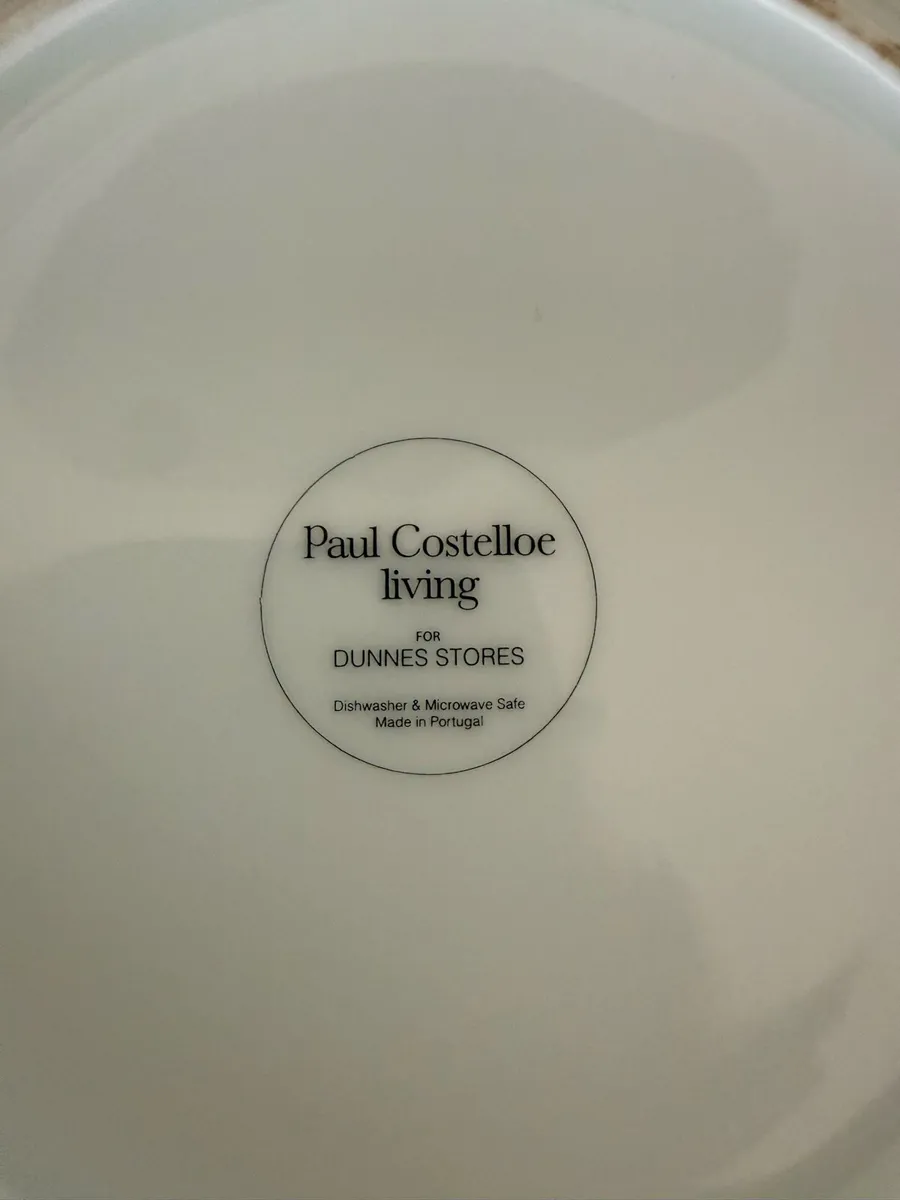 Paul Costelloe
living
FOR
DUNNES STORES
Dishwasher & Microwave Safe
Made in Portugal